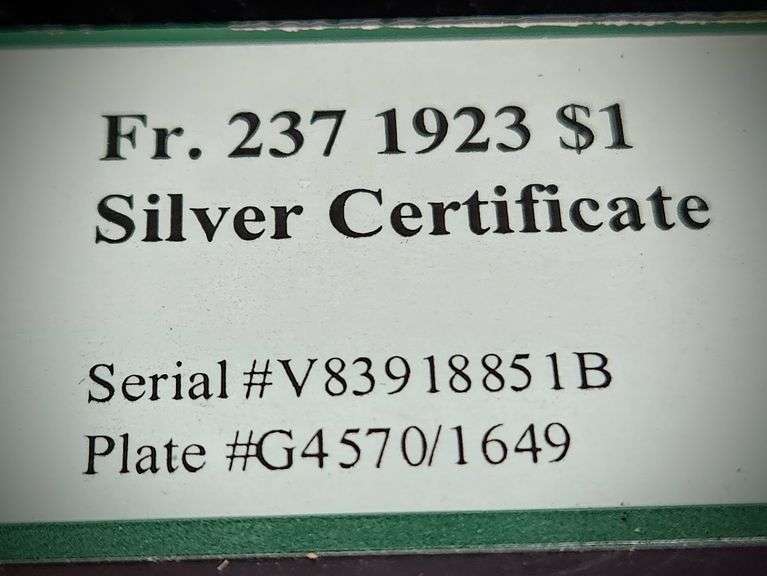 Fr. 237 1923 $1
Silver Certificate
Serial #V83918851B
Plate #G4570/1649